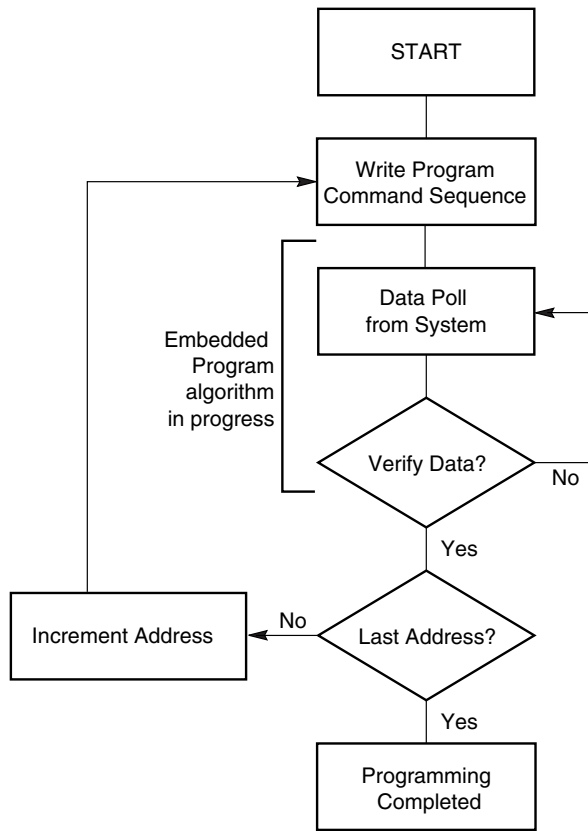 START
Write Program
Command Sequence
Data Poll
from System
Embedded
Program
algorithm
in progress
Verify Data?
No
Yes
Increment Address
No
Last Address?
Yes
Programming
Completed